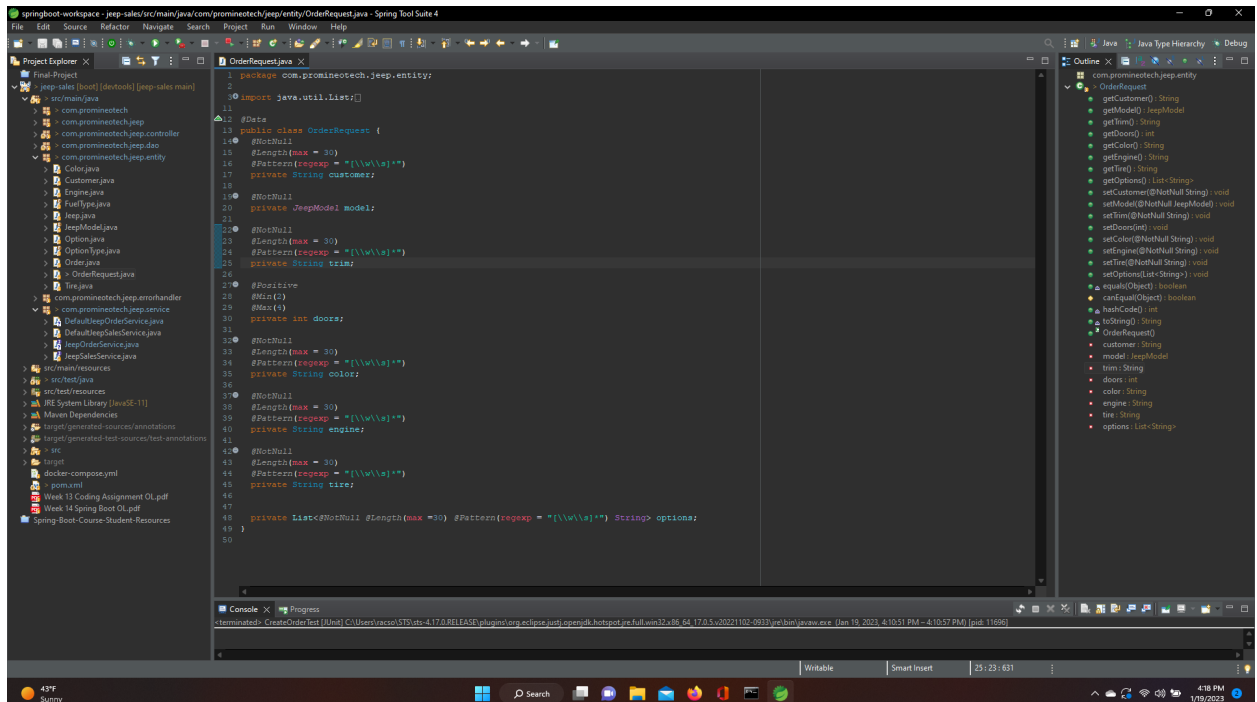 springboot-workspace - jeep-sales/src/main/java/com/promineotech/jeep/entity/OrderRequest.java - Spring Tool Suite 4
File Edit Source Refactor Navigate Search Project Run Window Help
Java Java Type Hierarchy Debug
Project Explorer
Final-Project
> jeep-sales [boot] [devtools] [jeep-sales main]
> src/main/java
> com.promineotech
> com.promineotech.jeep
> com.promineotech.jeep.controller
> com.promineotech.jeep.dao
> com.promineotech.jeep.entity
Color.java
Customer.java
Engine.java
FuelType.java
Jeep.java
JeepModel.java
Option.java
OptionType.java
Order.java
> OrderRequest.java
Tire.java
com.promineotech.jeep.errorhandler
> com.promineotech.jeep.service
DefaultJeepOrderService.java
DefaultJeepSalesService.java
JeepOrderService.java
JeepSalesService.java
src/main/resources
> src/test/java
src/test/resources
JRE System Library [JavaSE-11]
Maven Dependencies
target/generated-sources/annotations
target/generated-test-sources/test-annotations
> src
target
docker-compose.yml
> pom.xml
Week 13 Coding Assignment OL.pdf
Week 14 Spring Boot OL.pdf
Spring-Boot-Course-Student-Resources
OrderRequest.java
1 package com.promineotech.jeep.entity;
2
3 import java.util.List;
11
12 @Data
13 public class OrderRequest {
14 @NotNull
15 @Length(max = 30)
16 @Pattern(regexp = "[\\w\\s]*")
17 private String customer;
18
19 @NotNull
20 private JeepModel model;
21
22 @NotNull
23 @Length(max = 30)
24 @Pattern(regexp = "[\\w\\s]*")
25 private String trim;
26
27 @Positive
28 @Min(2)
29 @Max(4)
30 private int doors;
31
32 @NotNull
33 @Length(max = 30)
34 @Pattern(regexp = "[\\w\\s]*")
35 private String color;
36
37 @NotNull
38 @Length(max = 30)
39 @Pattern(regexp = "[\\w\\s]*")
40 private String engine;
41
42 @NotNull
43 @Length(max = 30)
44 @Pattern(regexp = "[\\w\\s]*")
45 private String tire;
46
47
48 private List<@NotNull @Length(max =30) @Pattern(regexp = "[\\w\\s]*") String> options;
49 }
50
Outline
com.promineotech.jeep.entity
> OrderRequest
getCustomer() : String
getModel() : JeepModel
getTrim() : String
getDoors() : int
getColor() : String
getEngine() : String
getTire() : String
getOptions() : List<String>
setCustomer(@NotNull String) : void
setModel(@NotNull JeepModel) : void
setTrim(@NotNull String) : void
setDoors(int) : void
setColor(@NotNull String) : void
setEngine(@NotNull String) : void
setTire(@NotNull String) : void
setOptions(List<String>) : void
equals(Object) : boolean
canEqual(Object) : boolean
hashCode() : int
toString() : String
OrderRequest()
customer : String
model : JeepModel
trim : String
doors : int
color : String
engine : String
tire : String
options : List<String>
Console Progress
<terminated> CreateOrderTest [JUnit] C:\Users\racso\STS\sts-4.17.0.RELEASE\plugins\org.eclipse.justj.openjdk.hotspot.jre.full.win32.x86_64_17.0.5.v20221102-0933\jre\bin\javaw.exe (Jan 19, 2023, 4:10:51 PM – 4:10:57 PM) [pid: 11696]
Writable Smart Insert 25 : 23 : 631
43°F
Sunny
Search
4:18 PM
1/19/2023
2